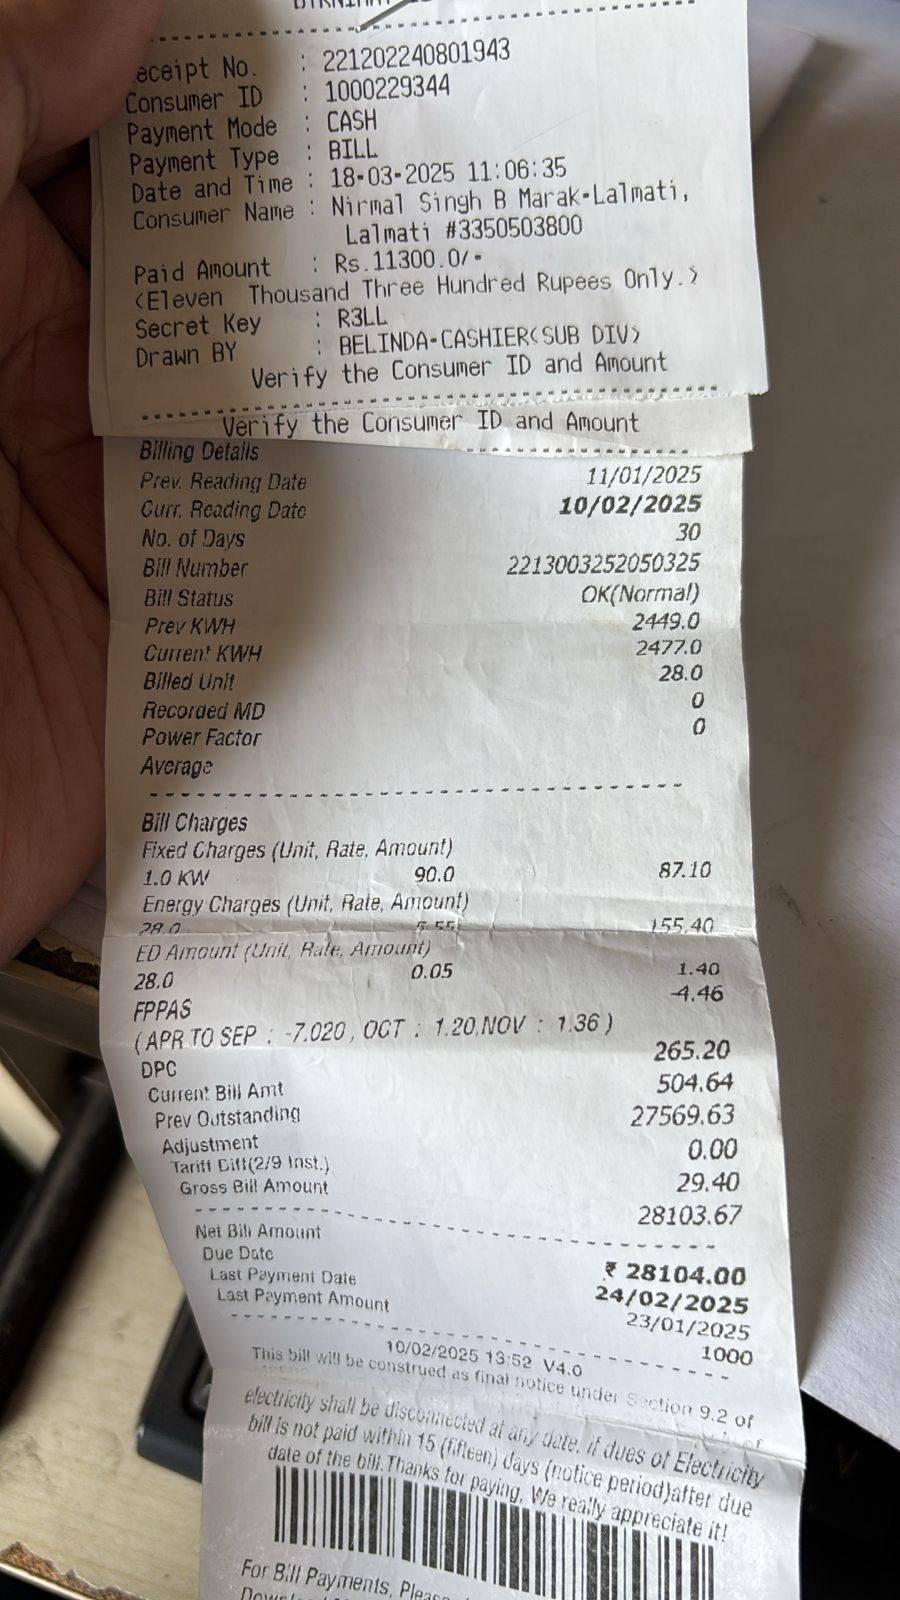 eceipt No. : 221202240801943
Consumer ID : 1000229344
Payment Mode : CASH
Payment Type : BILL
Date and Time : 18-03-2025 11:06:35
Consumer Name : Nirmal Singh B Marak-Lalmati,
Lalmati #3350503800
Paid Amount : Rs.11300.0/-
<Eleven Thousand Three Hundred Rupees Only.>
Secret Key : R3LL
Drawn BY : BELINDA-CASHIER<SUB DIV>
Verify the Consumer ID and Amount
Verify the Consumer ID and Amount
Billing Details
Prev. Reading Date 11/01/2025
Curr. Reading Date 10/02/2025
No. of Days 30
Bill Number 2213003252050325
Bill Status OK(Normal)
Prev KWH 2449.0
Current KWH 2477.0
Billed Unit 28.0
Recorded MD 0
Power Factor 0
Average
Bill Charges
Fixed Charges (Unit, Rate, Amount)
1.0 KW 90.0 87.10
Energy Charges (Unit, Rate, Amount)
28.0 5.55 155.40
ED Amount (Unit, Rate, Amount)
28.0 0.05 1.40
FPPAS -4.46
(APR TO SEP : -7.020, OCT : 1.20,NOV : 1.36 )
DPC 265.20
Current Bill Amt 504.64
Prev Outstanding 27569.63
Adjustment 0.00
Tariff Diff(2/9 Inst.) 29.40
Gross Bill Amount 28103.67
Net Bill Amount ₹ 28104.00
Due Date 24/02/2025
Last Payment Date 23/01/2025
Last Payment Amount 1000
10/02/2025 13:52 V4.0
This bill will be construed as final notice under Section 9.2 of
electricity shall be disconnected at any date. if dues of Electricity
bill is not paid within 15 (fifteen) days (notice period)after due
date of the bill.Thanks for paying, We really appreciate it!
For Bill Payments,